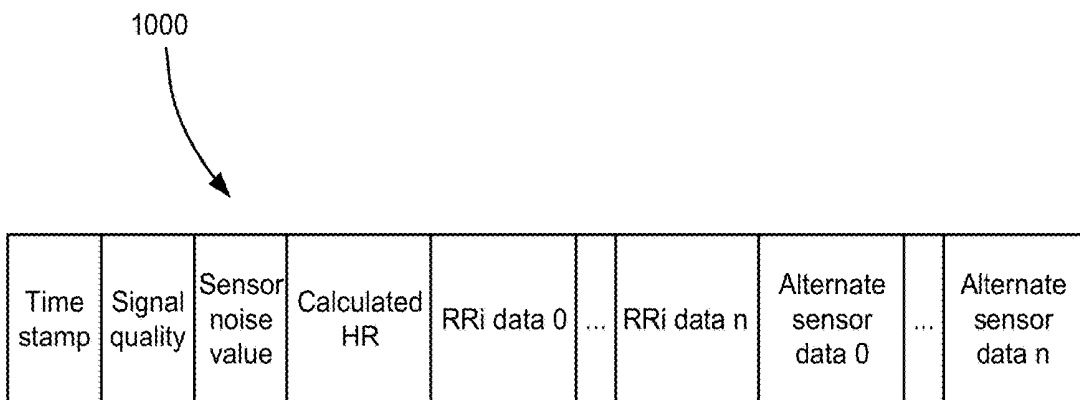 1000
Time
stamp
Signal
quality
Sensor
noise
value
Calculated
HR
RRi data 0
...
RRi data n
Alternate
sensor
data 0
...
Alternate
sensor
data n